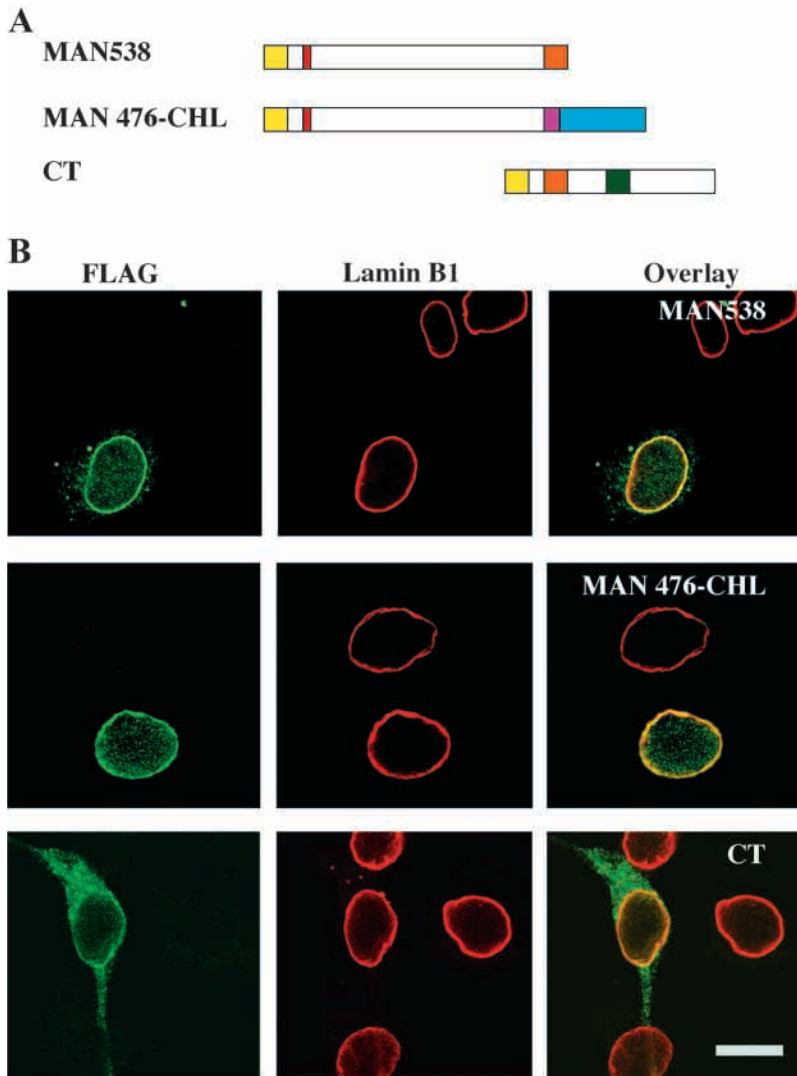 A
MAN538
MAN 476-CHL
CT
B
FLAG Lamin B1 Overlay
MAN538
MAN 476-CHL
CT